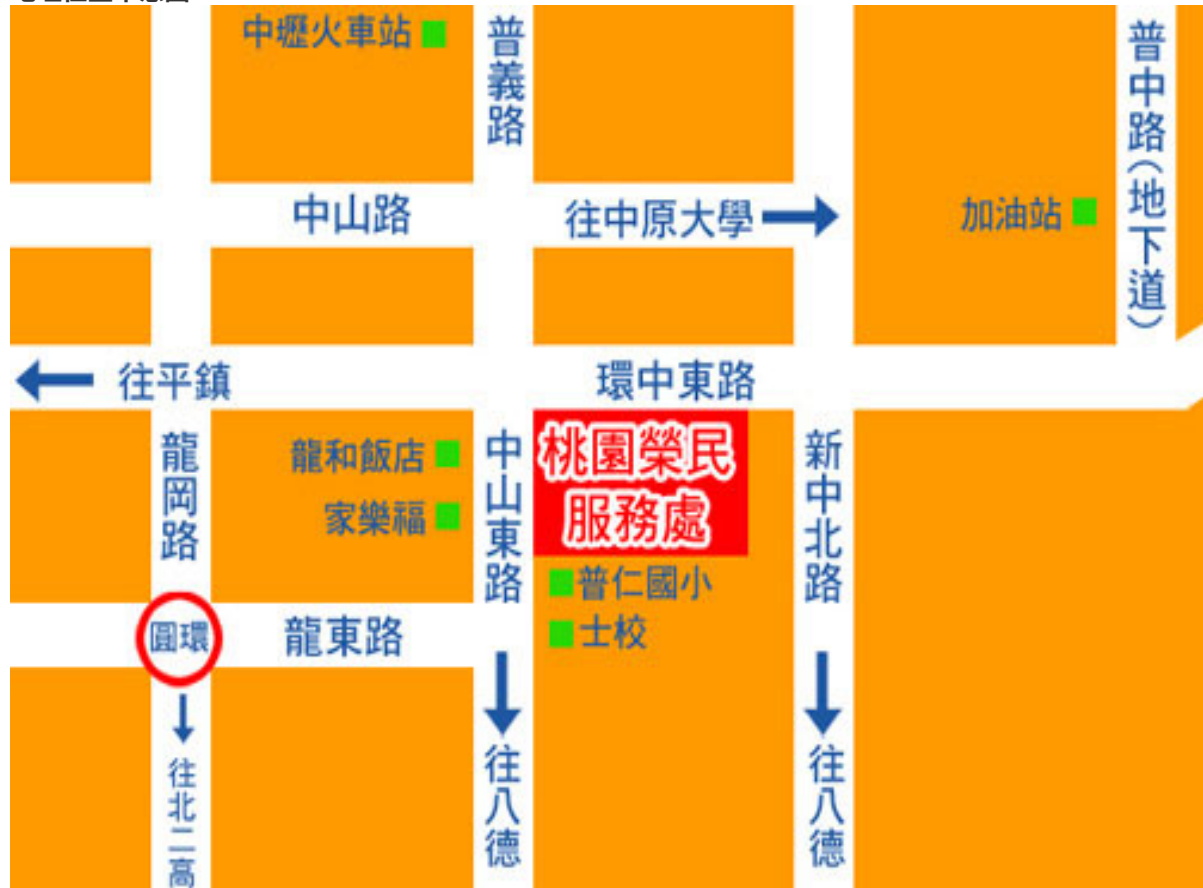 中壢火車站
普義路
普中路(地下道)
中山路
往中原大學
加油站
往平鎮
環中東路
龍岡路
龍和飯店
家樂福
中山東路
桃園榮民
服務處
新中北路
普仁國小
士校
圓環
龍東路
往北二高
往八德
往八德